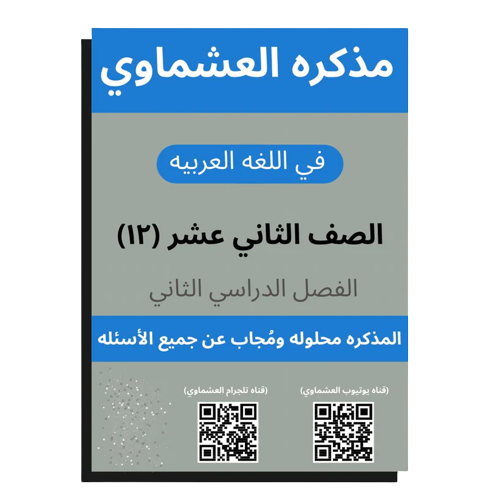 مذكره العشماوي
في اللغه العربيه
الصف الثاني عشر (١٢)
الفصل الدراسي الثاني
المذكره محلوله ومُجاب عن جميع الأسئله
(قناه يوتيوب العشماوي)
(قناه تلجرام العشماوي)